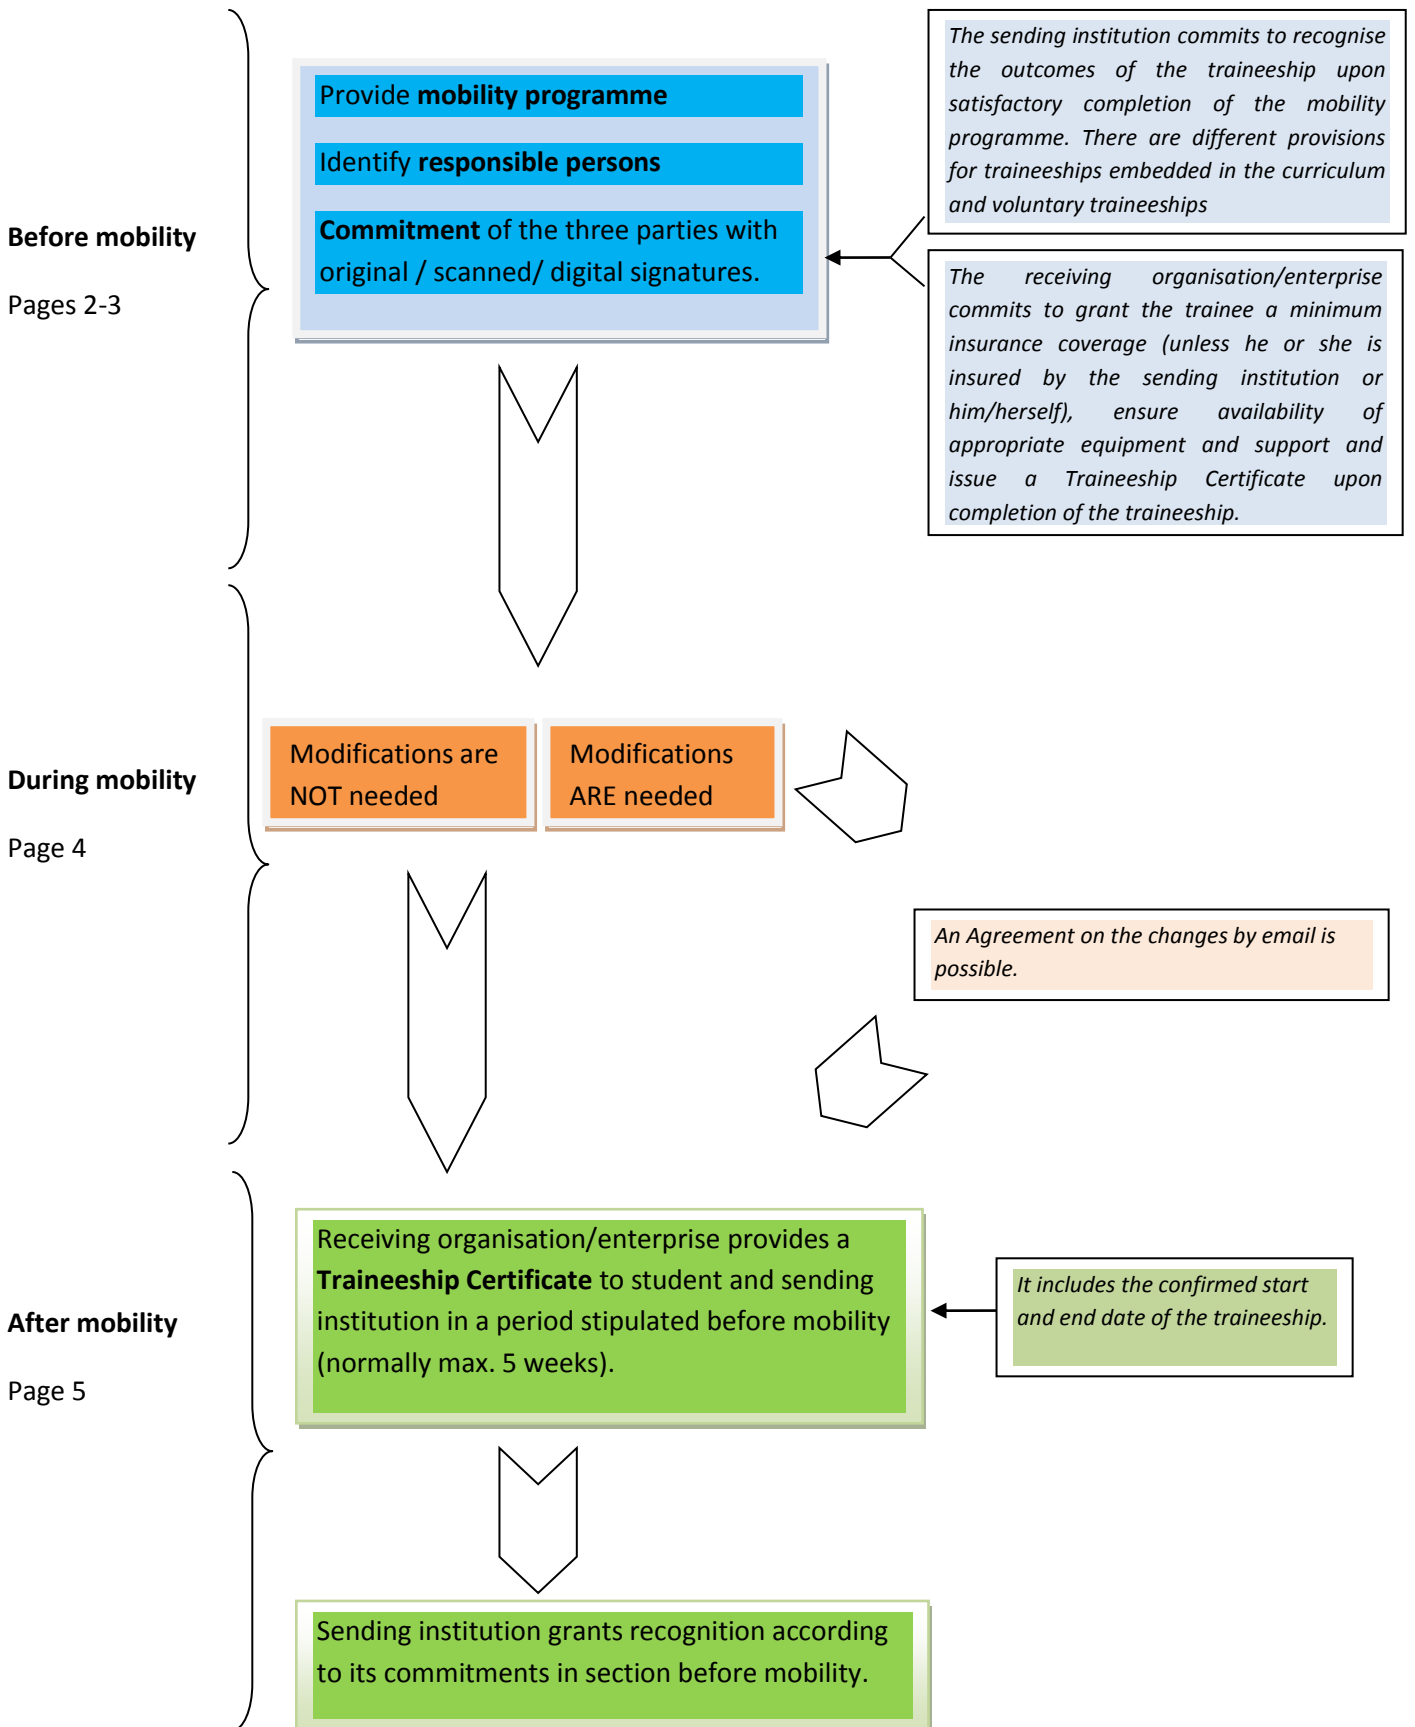 Before mobility
Pages 2-3
Provide mobility programme
Identify responsible persons
Commitment of the three parties with
original / scanned/ digital signatures.
The sending institution commits to recognise
the outcomes of the traineeship upon
satisfactory completion of the mobility
programme. There are different provisions
for traineeships embedded in the curriculum
and voluntary traineeships
The receiving organisation/enterprise
commits to grant the trainee a minimum
insurance coverage (unless he or she is
insured by the sending institution or
him/herself), ensure availability of
appropriate equipment and support and
issue a Traineeship Certificate upon
completion of the traineeship.
During mobility
Page 4
Modifications are
NOT needed
Modifications
ARE needed
An Agreement on the changes by email is
possible.
After mobility
Page 5
Receiving organisation/enterprise provides a
Traineeship Certificate to student and sending
institution in a period stipulated before mobility
(normally max. 5 weeks).
It includes the confirmed start
and end date of the traineeship.
Sending institution grants recognition according
to its commitments in section before mobility.